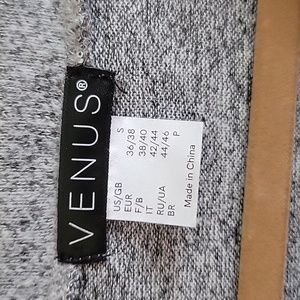 VENUS®
US/GB S
EUR 36/38
F/B 38/40
IT 42/44
RU/UA 44/46
BR P
Made in China